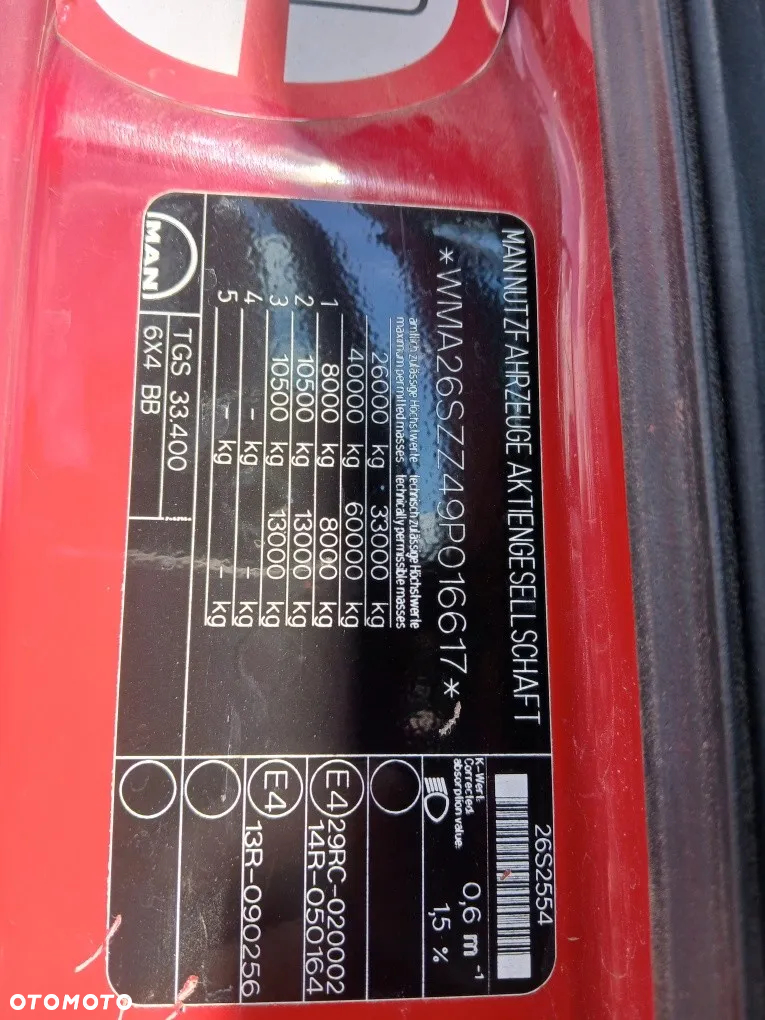 MAN NUTZFAHRZEUGE AKTIENGESELLSCHAFT
*WMA26SZZ49P016617*
amtlich zulässige Höchstwerte technisch zulässige Höchstwerte
maximum permitted masses technically permissible masses
26000 kg 33000 kg
40000 kg 60000 kg
1 8000 kg 8000 kg
2 10500 kg 13000 kg
3 10500 kg 13000 kg
4 - kg - kg
5 - kg - kg
MAN
TGS 33.400
6X4 BB
26S2554
K-Wert:
Corrected
absorption value:
0,6 m⁻¹
1,5 %
E4 29RC-020002
14R-050164
E4 13R-090256
OTOMOTO